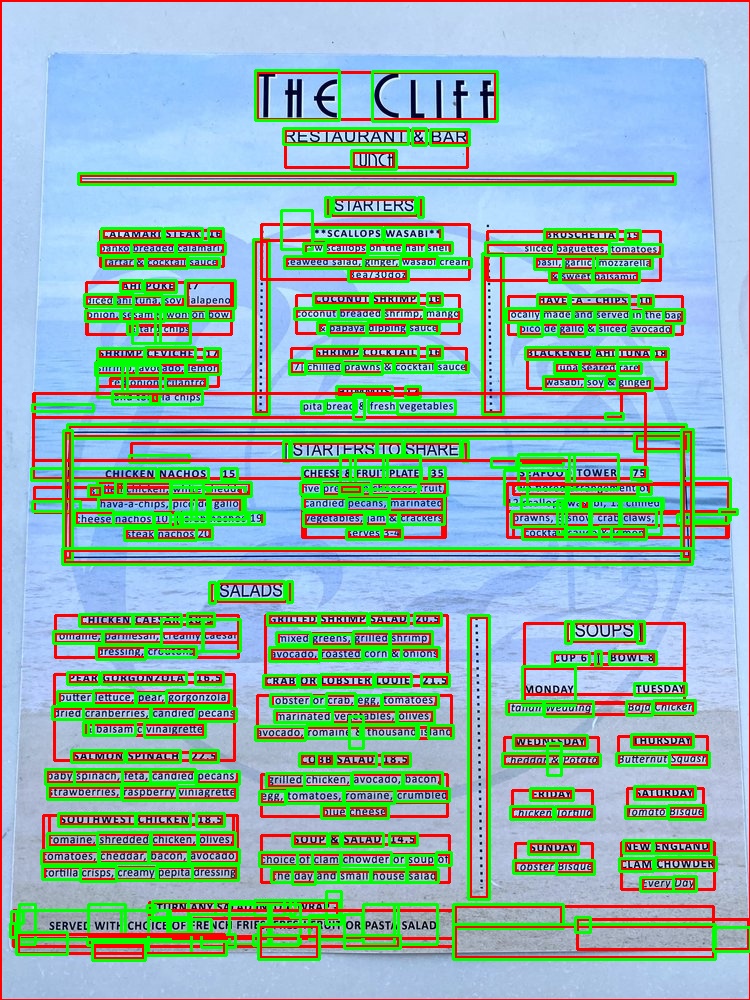 THE CLIFF
RESTAURANT & BAR
LUNCH
STARTERS
CALAMARI STEAK 16
panko breaded calamari,
tartar & cocktail sauce
AHI POKE 17
diced ahi tuna, soy, jalapeno
onion, sesame, won on bow
tar chips
SHRIMP CEVICHE 17
shrimp, avocado, lemon
red onion, cilantro
and tortilla chips
**SCALLOPS WASABI**
raw scallops on the half shell
seaweed salad, ginger, wasabi cream
6ea/30doz
COCONUT SHRIMP 18
coconut breaded shrimp, mango
& papaya dipping sauce
SHRIMP COCKTAIL 18
(7) chilled prawns & cocktail sauce
HUMMUS
pita bread & fresh vegetables
BRUSCHETTA 15
sliced baguettes, tomatoes
basil, garlic mozzarella
& sweet balsamic
HAVE-A-CHIPS 10
locally made and served in the bag
pico de gallo & sliced avocado
BLACKENED AHI TUNA 18
tuna seared rare
wasabi, soy & ginger
STARTERS TO SHARE
CHICKEN NACHOS 15
chicken, white cheddar
hava-a-chips, pico de gallo
cheese nachos 10 | carb nachos 19
steak nachos 20
CHEESE & FRUIT PLATE 35
five pre cheeses, fruit,
candied pecans, marinated
vegetables, jam & crackers
serves 3-4
SEAFOOD TOWER 75
arrangement of
12 scallops wasabi, 12 chilled
prawns, snow crab claws,
cocktail sauce & lemon
SALADS
CHICKEN CAESAR
romaine, parmesan, creamy caesar
dressing, croutons
PEAR GORGONZOLA 16.5
butter lettuce, pear, gorgonzola,
dried cranberries, candied pecans
balsamic vinaigrette
SALMON SPINACH 22.5
baby spinach, feta, candied pecans,
strawberries, raspberry viniagrette
SOUTHWEST CHICKEN 18.5
romaine, shredded chicken, olives,
tomatoes, cheddar, bacon, avocado
tortilla crisps, creamy pepita dressing
GRILLED SHRIMP SALAD 20.5
mixed greens, grilled shrimp
avocado, roasted corn & onions
CRAB OR LOBSTER LOUIE 21.5
lobster or crab, egg, tomatoes,
marinated vegetables, olives,
avocado, romaine & thousand island
COBB SALAD 18.5
grilled chicken, avocado, bacon,
egg, tomatoes, romaine, crumbled
blue cheese
SOUP & SALAD 14.5
choice of clam chowder or soup of
the day and small house salad
SOUPS
CUP 6 | BOWL 8
MONDAY
Italian Wedding
TUESDAY
Baja Chicken
WEDNESDAY
Cheddar & Potato
THURSDAY
Butternut Squash
FRIDAY
Chicken Tortilla
SATURDAY
Tomato Bisque
SUNDAY
Lobster Bisque
NEW ENGLAND
CLAM CHOWDER
Every Day
TURN ANY SALAD INTO A WRAP
SERVED WITH CHOICE OF FRENCH FRIES, FRESH FRUIT OR PASTA SALAD